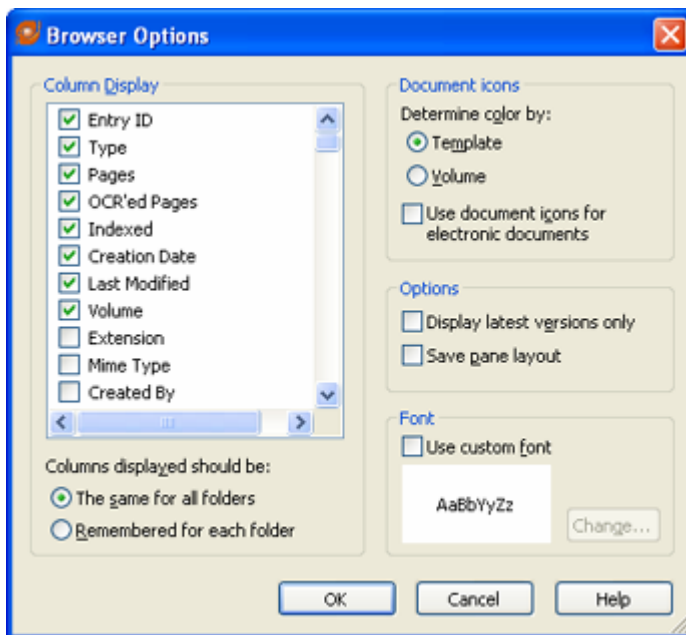 Browser Options
Column Display
Entry ID
Type
Pages
OCR'ed Pages
Indexed
Creation Date
Last Modified
Volume
Extension
Mime Type
Created By
Columns displayed should be:
The same for all folders
Remembered for each folder
Document icons
Determine color by:
Template
Volume
Use document icons for
electronic documents
Options
Display latest versions only
Save pane layout
Font
Use custom font
AaBbYyZz
Change...
OK
Cancel
Help